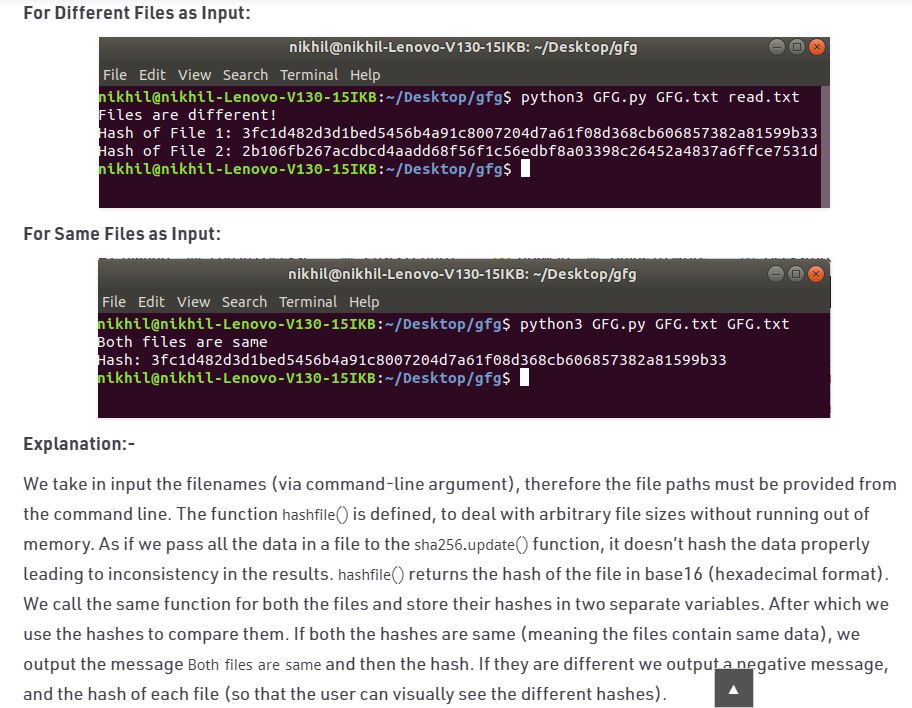 For Different Files as Input:
nikhil@nikhil-Lenovo-V130-15IKB: ~/Desktop/gfg
File Edit View Search Terminal Help
nikhil@nikhil-Lenovo-V130-15IKB:~/Desktop/gfg$ python3 GFG.py GFG.txt read.txt
Files are different!
Hash of File 1: 3fc1d482d3d1bed5456b4a91c8007204d7a61f08d368cb606857382a81599b33
Hash of File 2: 2b106fb267acdbcd4aadd68f56f1c56edbf8a03398c26452a4837a6ffce7531d
nikhil@nikhil-Lenovo-V130-15IKB:~/Desktop/gfg$
For Same Files as Input:
nikhil@nikhil-Lenovo-V130-15IKB: ~/Desktop/gfg
File Edit View Search Terminal Help
nikhil@nikhil-Lenovo-V130-15IKB:~/Desktop/gfg$ python3 GFG.py GFG.txt GFG.txt
Both files are same
Hash: 3fc1d482d3d1bed5456b4a91c8007204d7a61f08d368cb606857382a81599b33
nikhil@nikhil-Lenovo-V130-15IKB:~/Desktop/gfg$
Explanation:-
We take in input the filenames (via command-line argument), therefore the file paths must be provided from
the command line. The function hashfile() is defined, to deal with arbitrary file sizes without running out of
memory. As if we pass all the data in a file to the sha256.update() function, it doesn't hash the data properly
leading to inconsistency in the results. hashfile() returns the hash of the file in base16 (hexadecimal format).
We call the same function for both the files and store their hashes in two separate variables. After which we
use the hashes to compare them. If both the hashes are same (meaning the files contain same data), we
output the message Both files are same and then the hash. If they are different we output a negative message,
and the hash of each file (so that the user can visually see the different hashes).